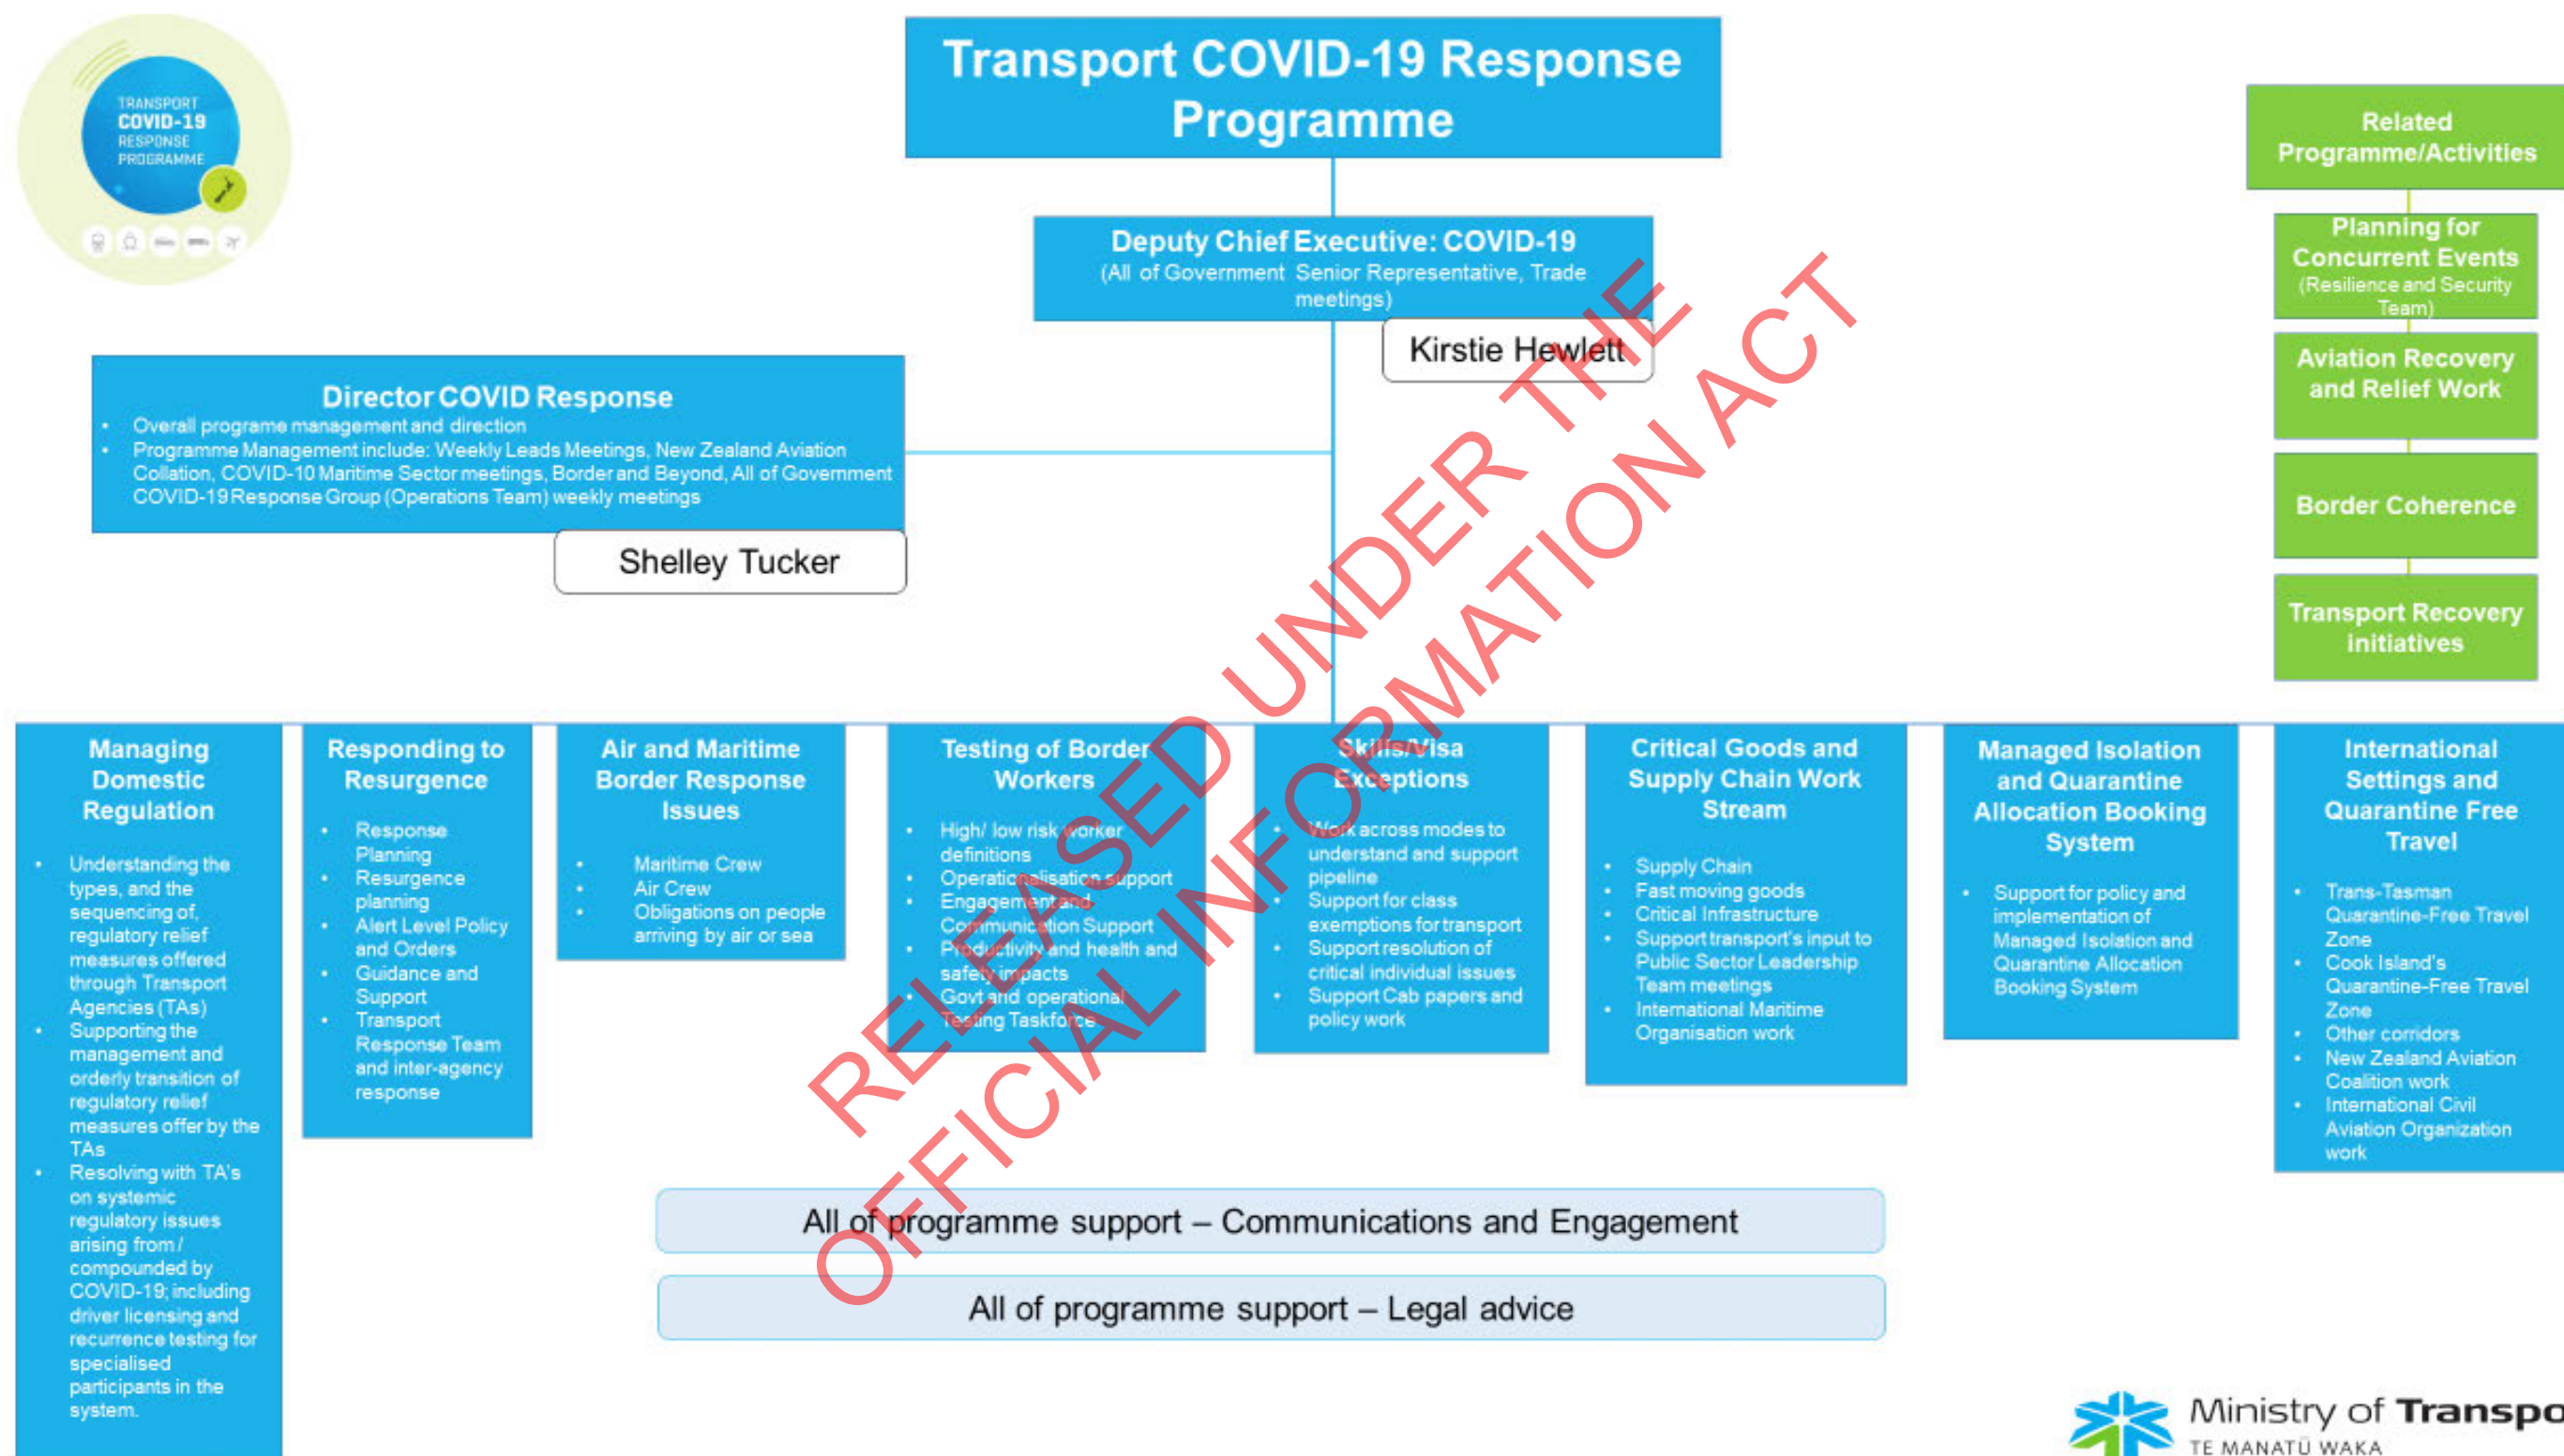 TRANSPORT
COVID-19
RESPONSE
PROGRAMME
Transport COVID-19 Response
Programme
Deputy Chief Executive: COVID-19
(All of Government Senior Representative, Trade
meetings)
Kirstie Hewlett
Director COVID Response
• Overall programe management and direction
• Programme Management include: Weekly Leads Meetings, New Zealand Aviation
Collation, COVID-10 Maritime Sector meetings, Border and Beyond, All of Government
COVID-19 Response Group (Operations Team) weekly meetings
Shelley Tucker
Related
Programme/Activities
Planning for
Concurrent Events
(Resilience and Security
Team)
Aviation Recovery
and Relief Work
Border Coherence
Transport Recovery
initiatives
Managing
Domestic
Regulation
• Understanding the
types, and the
sequencing of,
regulatory relief
measures offered
through Transport
Agencies (TAs)
• Supporting the
management and
orderly transition of
regulatory relief
measures offer by the
TAs
• Resolving with TA's
on systemic
regulatory issues
arising from /
compounded by
COVID-19; including
driver licensing and
recurrence testing for
specialised
participants in the
system.
Responding to
Resurgence
• Response
Planning
• Resurgence
planning
• Alert Level Policy
and Orders
• Guidance and
Support
• Transport
Response Team
and inter-agency
response
Air and Maritime
Border Response
Issues
• Maritime Crew
• Air Crew
• Obligations on people
arriving by air or sea
Testing of Border
Workers
• High/ low risk worker
definitions
• Operationalisation support
• Engagement and
Communication Support
• Productivity and health and
safety impacts
• Govt and operational
Testing Taskforce
Skills/Visa
Exceptions
• Work across modes to
understand and support
pipeline
• Support for class
exemptions for transport
• Support resolution of
critical individual issues
• Support Cab papers and
policy work
Critical Goods and
Supply Chain Work
Stream
• Supply Chain
• Fast moving goods
• Critical Infrastructure
• Support transport's input to
Public Sector Leadership
Team meetings
• International Maritime
Organisation work
Managed Isolation
and Quarantine
Allocation Booking
System
• Support for policy and
implementation of
Managed Isolation and
Quarantine Allocation
Booking System
International
Settings and
Quarantine Free
Travel
• Trans-Tasman
Quarantine-Free Travel
Zone
• Cook Island's
Quarantine-Free Travel
Zone
• Other corridors
• New Zealand Aviation
Coalition work
• International Civil
Aviation Organization
work
All of programme support – Communications and Engagement
All of programme support – Legal advice
RELEASED UNDER THE
OFFICIAL INFORMATION ACT
Ministry of Transpo
TE MANATŪ WAKA